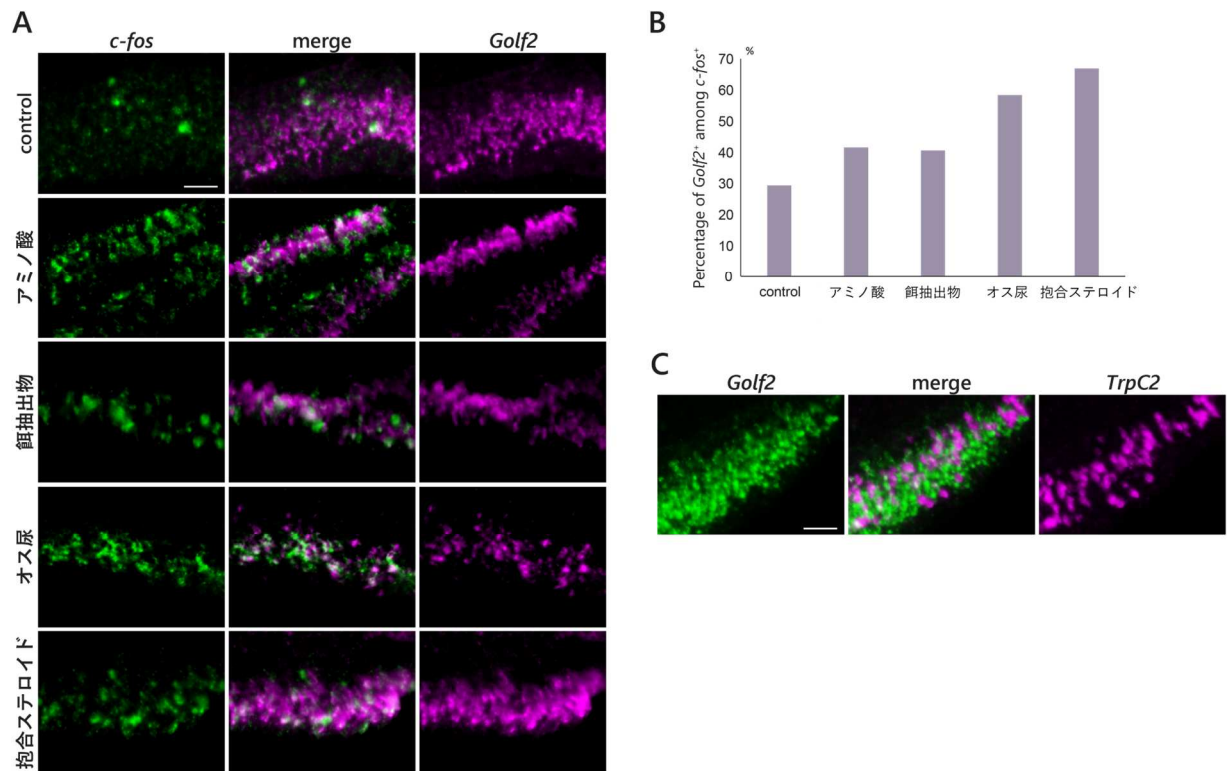 A
c-fos merge Golf2
control
アミノ酸
餌抽出物
オス尿
抱合ステロイド
B
%
Percentage of Golf2⁺ among c-fos⁺
70
60
50
40
30
20
10
0
control アミノ酸 餌抽出物 オス尿 抱合ステロイド
C
Golf2 merge TrpC2